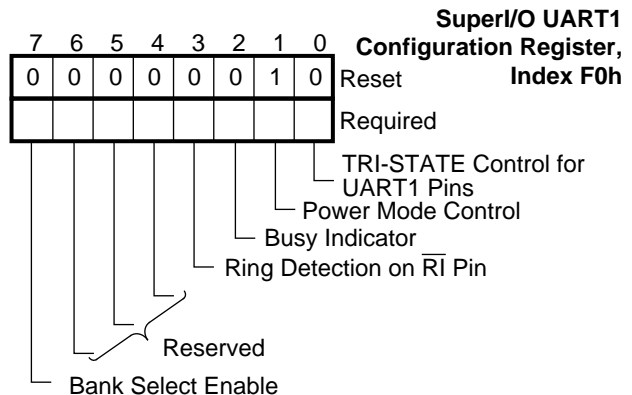 SuperI/O UART1
Configuration Register,
Index F0h
7 6 5 4 3 2 1 0
0 0 0 0 0 0 1 0 Reset
Required
TRI-STATE Control for
UART1 Pins
Power Mode Control
Busy Indicator
Ring Detection on R̅I̅ Pin
Reserved
Bank Select Enable